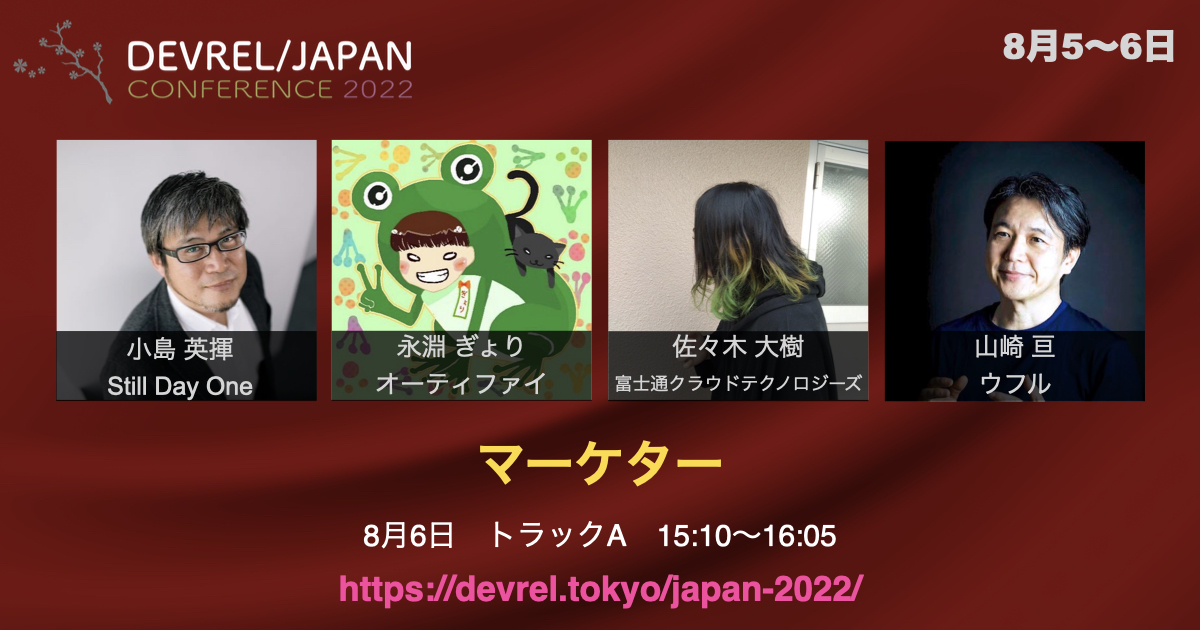 DEVREL/JAPAN
CONFERENCE 2022
8月5〜6日
小島 英揮
Still Day One
永淵 ぎょり
オーティファイ
佐々木 大樹
富士通クラウドテクノロジーズ
山崎 亘
ウフル
ぎょり
マーケター
8月6日　トラックA　15:10〜16:05
https://devrel.tokyo/japan-2022/